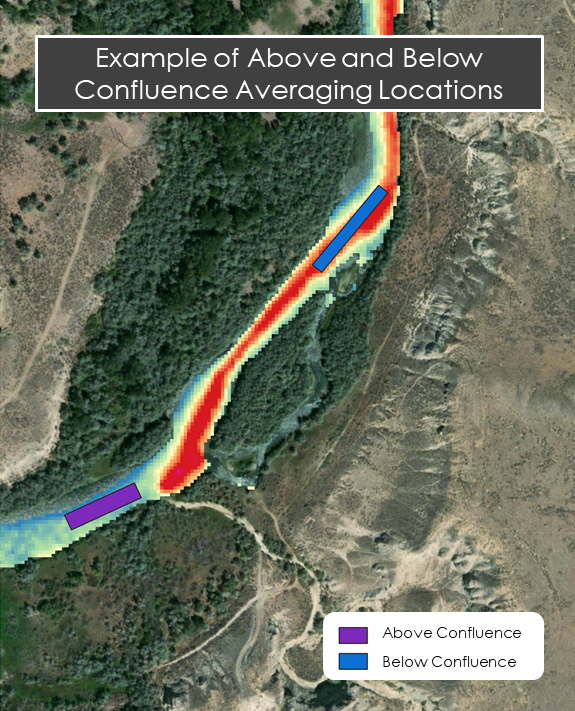 Example of Above and Below
Confluence Averaging Locations
Above Confluence
Below Confluence